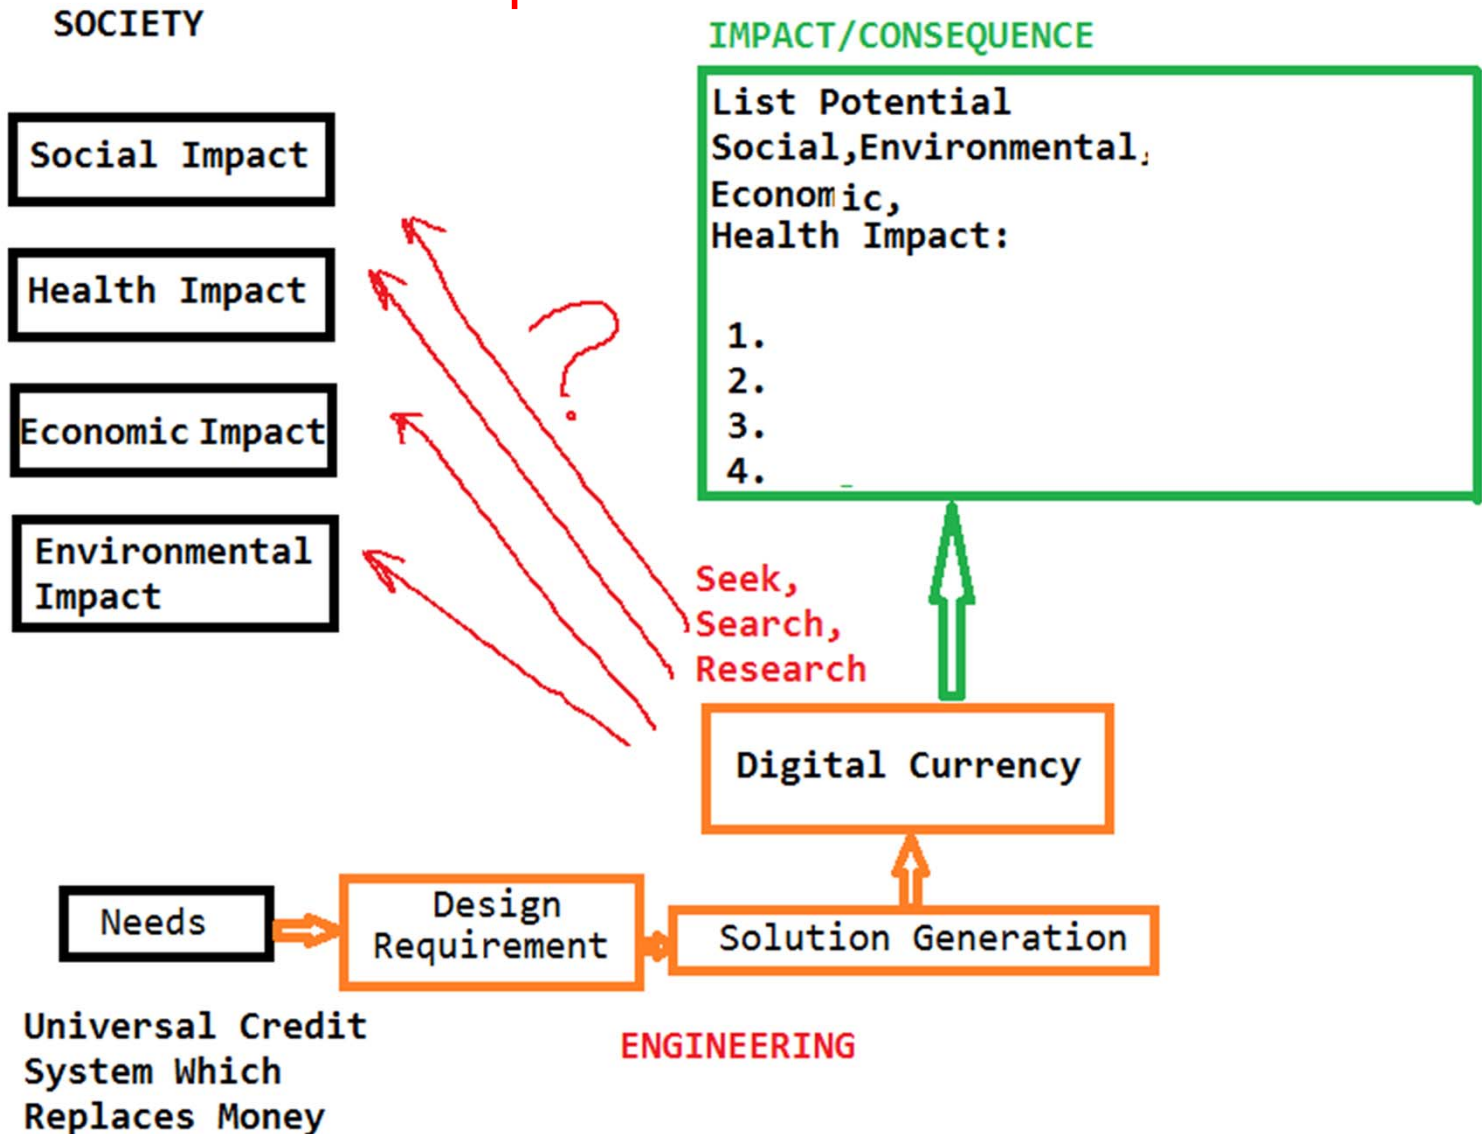 SOCIETY
IMPACT/CONSEQUENCE
Social Impact
Health Impact
Economic Impact
Environmental
Impact
List Potential
Social,Environmental,
Economic,
Health Impact:
1.
2.
3.
4.
?
Seek,
Search,
Research
Digital Currency
Needs
Design
Requirement
Solution Generation
Universal Credit
System Which
Replaces Money
ENGINEERING